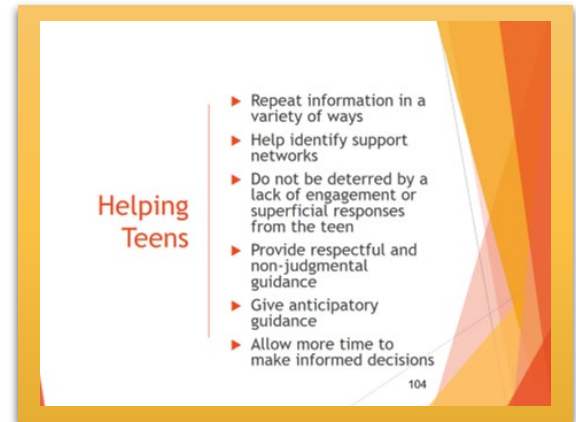 Helping
Teens
Repeat information in a
variety of ways
Help identify support
networks
Do not be deterred by a
lack of engagement or
superficial responses
from the teen
Provide respectful and
non-judgmental
guidance
Give anticipatory
guidance
Allow more time to
make informed decisions
104